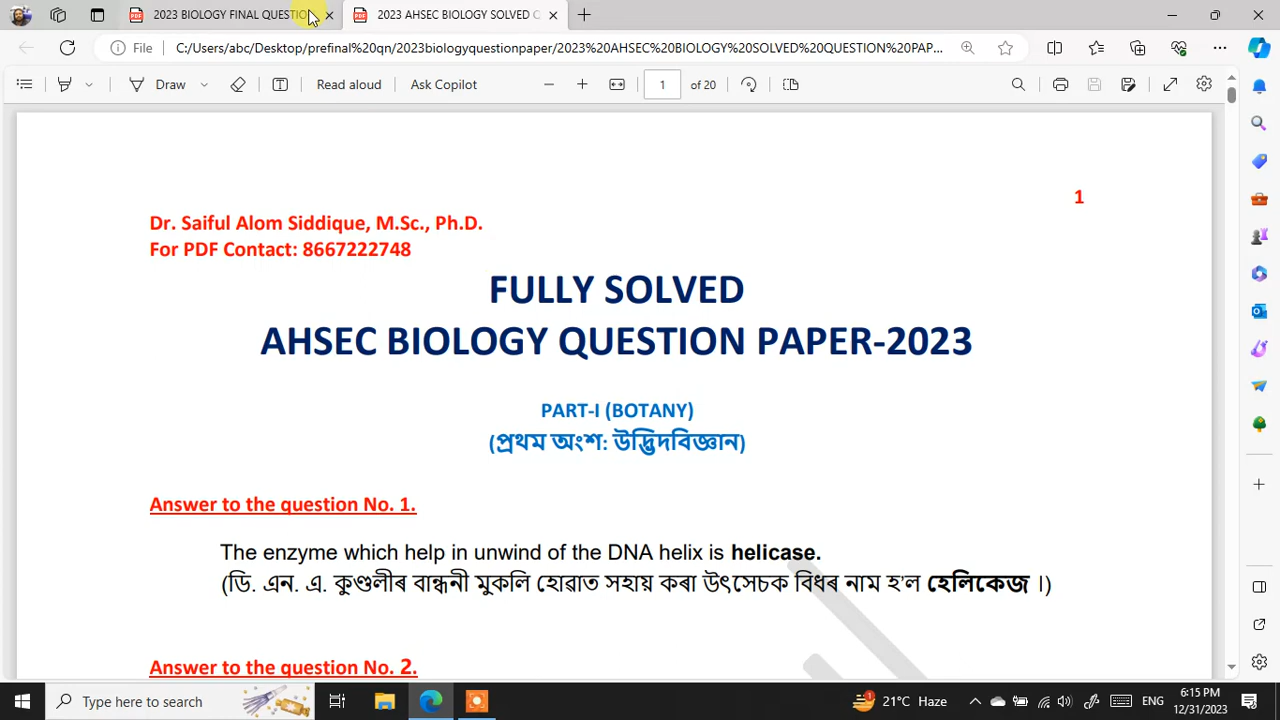 2023 BIOLOGY FINAL QUESTIO
2023 AHSEC BIOLOGY SOLVED Q
File
C:/Users/abc/Desktop/prefinal%20qn/2023biologyquestionpaper/2023%20AHSEC%20BIOLOGY%20SOLVED%20QUESTION%20PAP...
Draw
Read aloud
Ask Copilot
1 of 20
1
Dr. Saiful Alom Siddique, M.Sc., Ph.D.
For PDF Contact: 8667222748
FULLY SOLVED
AHSEC BIOLOGY QUESTION PAPER-2023
PART-I (BOTANY)
(প্ৰথম অংশ: উদ্ভিদবিজ্ঞান)
Answer to the question No. 1.
The enzyme which help in unwind of the DNA helix is helicase.
(ডি. এন. এ. কুণ্ডলীৰ বান্ধনী মুকলি হোৱাত সহায় কৰা উৎসেচক বিধৰ নাম হ'ল হেলিকেজ।)
Answer to the question No. 2.
Type here to search
1
21°C Haze
ENG
6:15 PM
12/31/2023